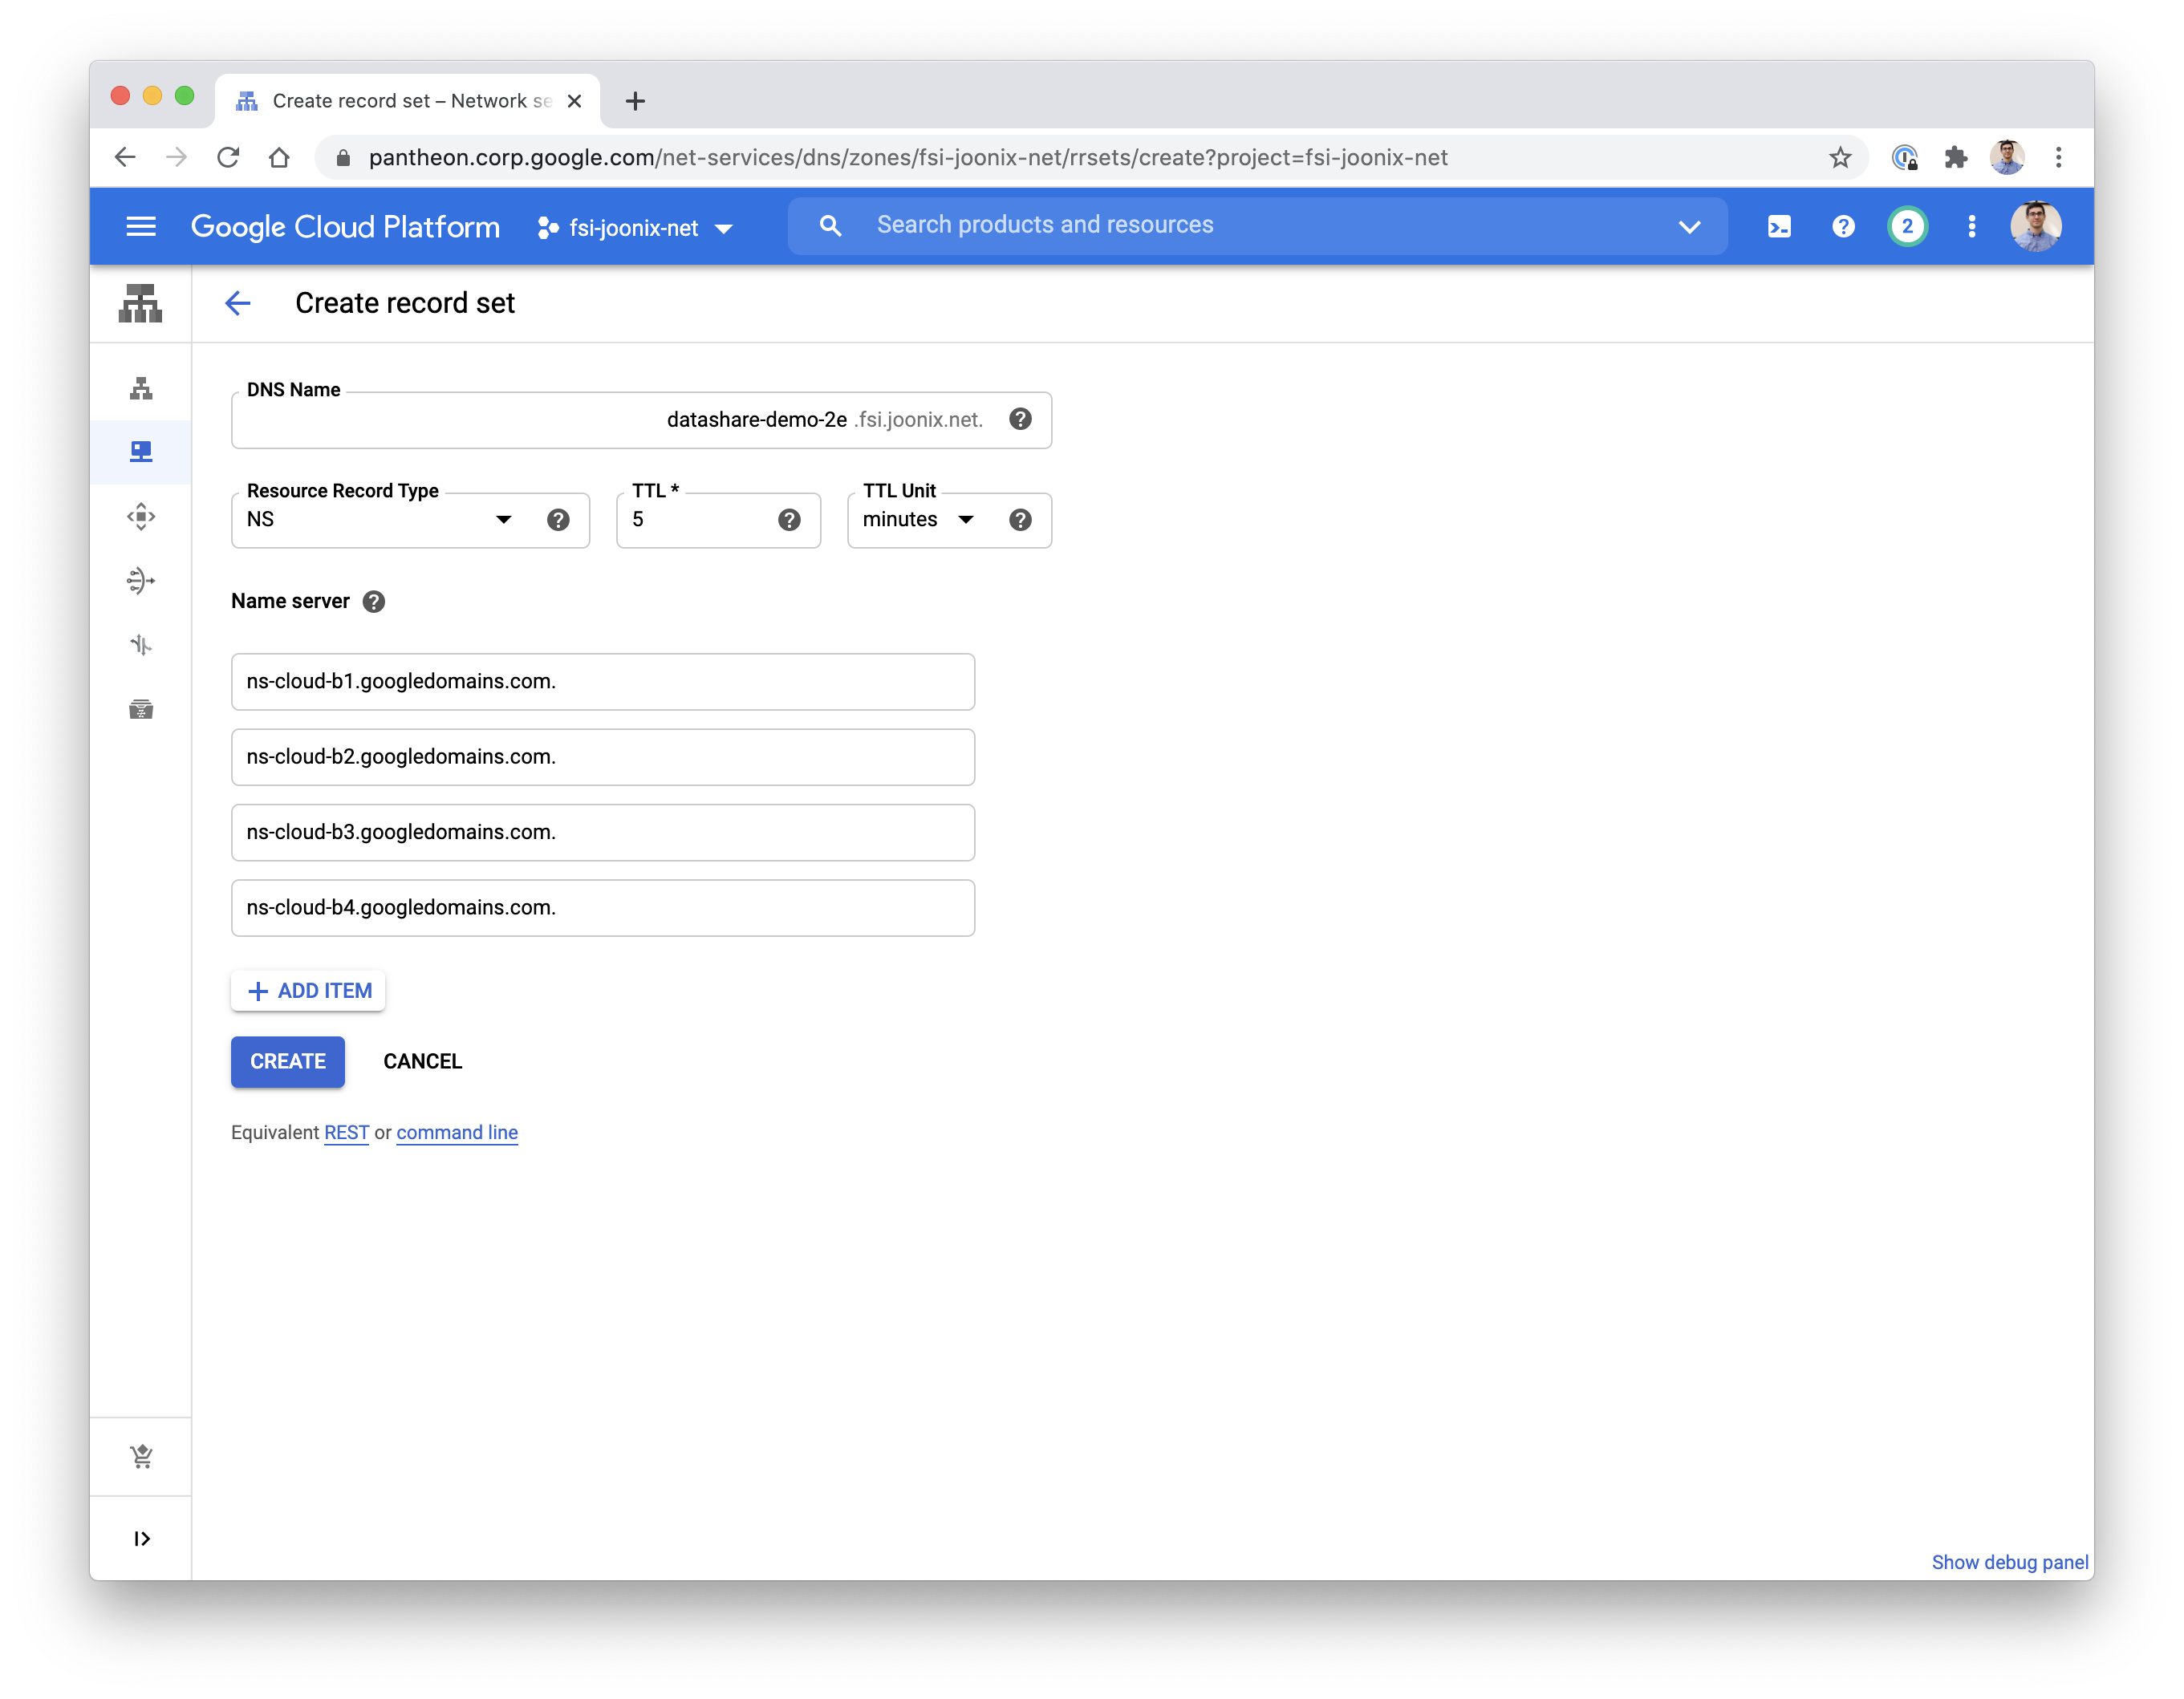 Create record set – Network se
pantheon.corp.google.com/net-services/dns/zones/fsi-joonix-net/rrsets/create?project=fsi-joonix-net
Google Cloud Platform
fsi-joonix-net
Search products and resources
2
Create record set
DNS Name
datashare-demo-2e .fsi.joonix.net.
Resource Record Type
TTL *
TTL Unit
NS
5
minutes
Name server
ns-cloud-b1.googledomains.com.
ns-cloud-b2.googledomains.com.
ns-cloud-b3.googledomains.com.
ns-cloud-b4.googledomains.com.
ADD ITEM
CREATE
CANCEL
Equivalent REST or command line
Show debug panel